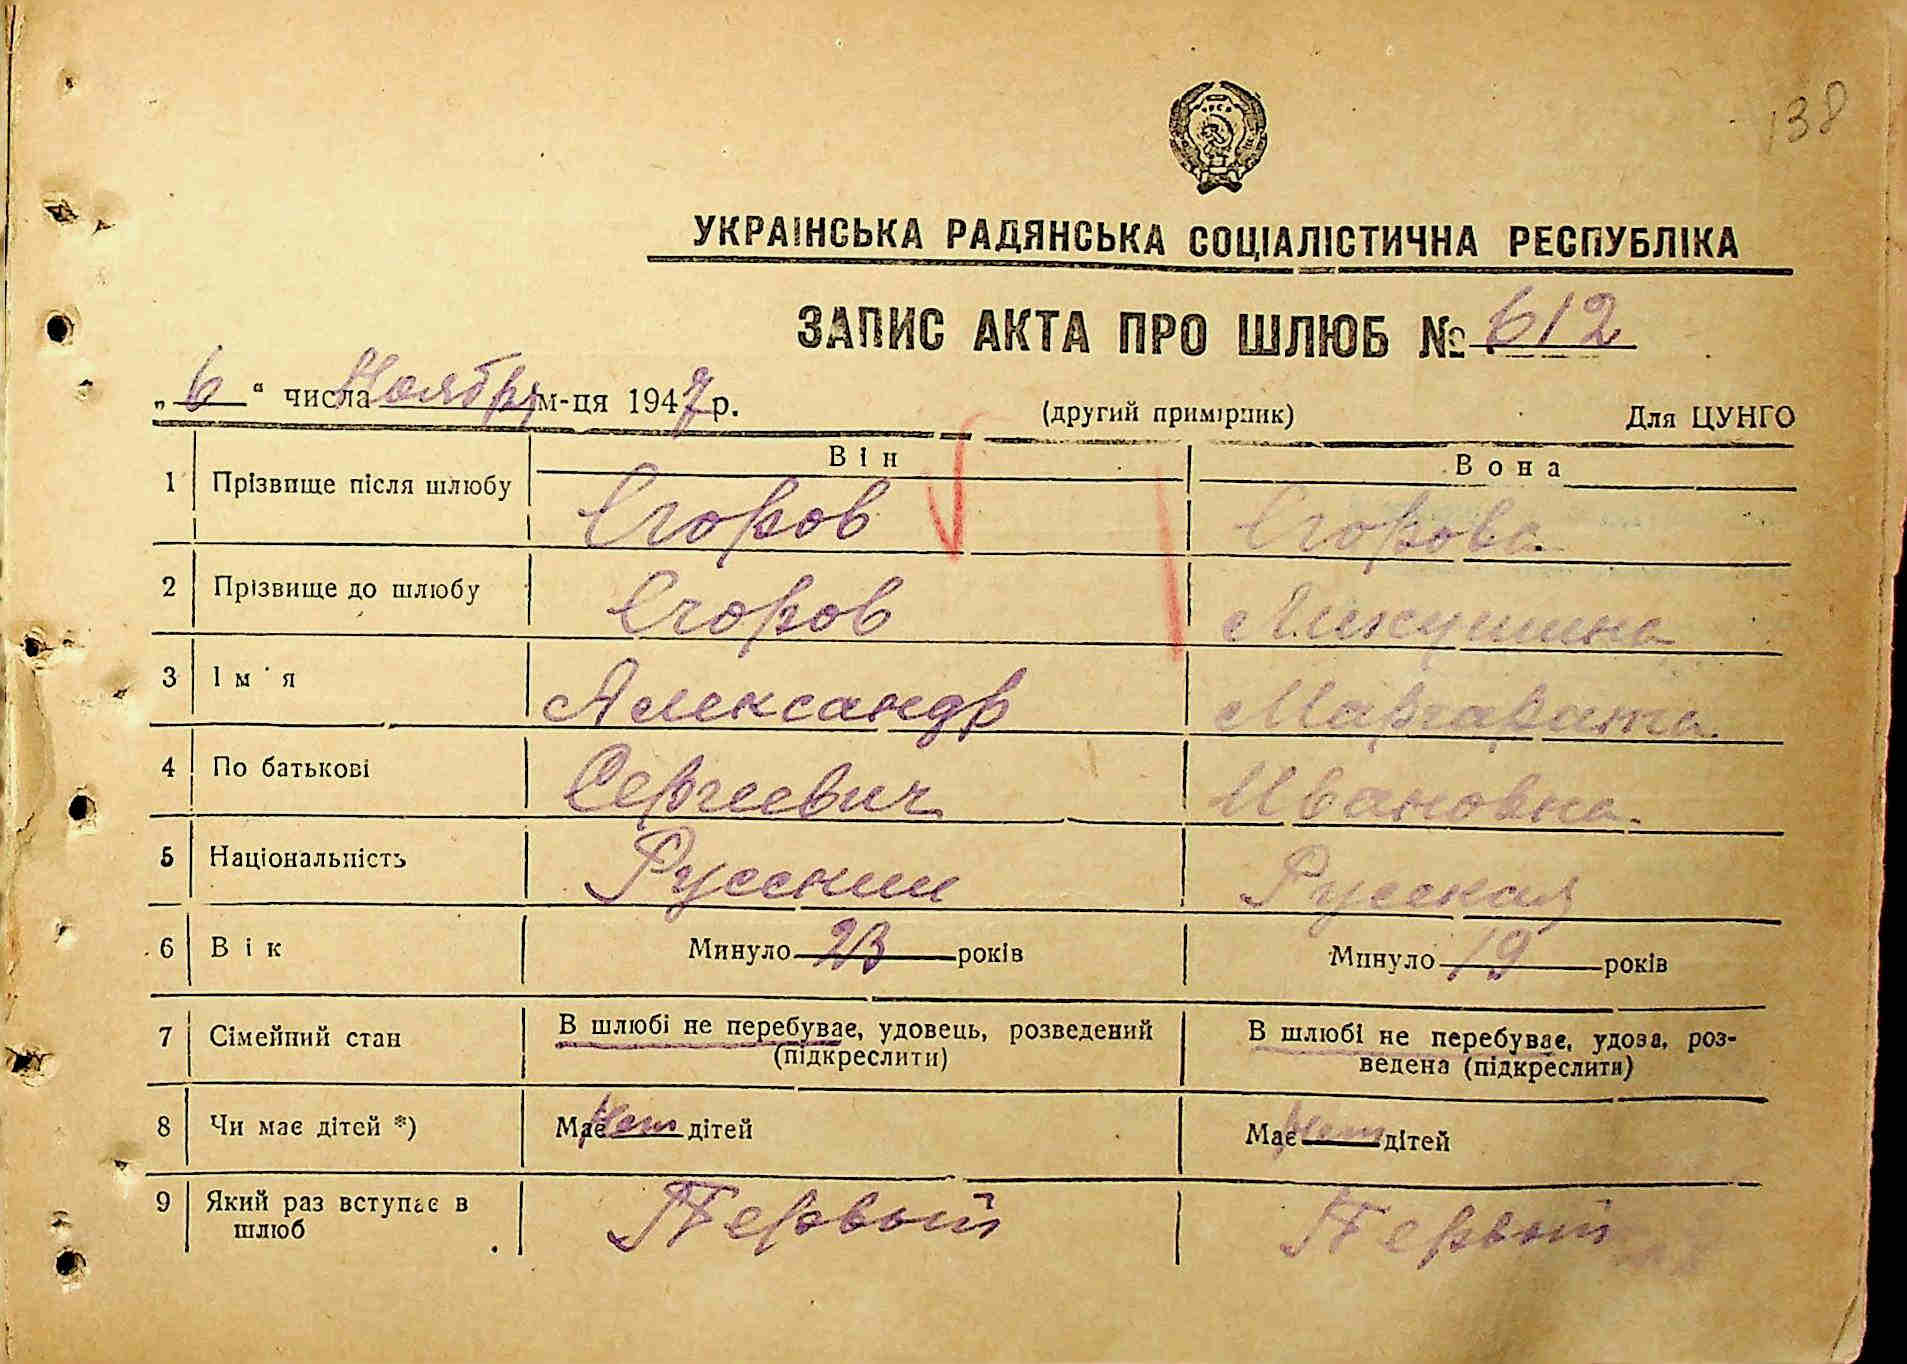 138
УКРАЇНСЬКА РАДЯНСЬКА СОЦІАЛІСТИЧНА РЕСПУБЛІКА
ЗАПИС АКТА ПРО ШЛЮБ № 612
„ 6 “ числа Ноября м-ця 1947 р. (другий примірник) Для ЦУНГО
Він Вона
1 Прізвище після шлюбу Егоров Егорова
2 Прізвище до шлюбу Егоров
3 Ім'я Александр Маргарита
4 По батькові Сергеевич Ивановна
5 Національність Русский Русская
6 Вік Минуло 23 років Минуло 19 років
7 Сімейний стан В шлюбі не перебуває, удовець, розведений В шлюбі не перебуває, удова, роз-
(підкреслити) ведена (підкреслити)
8 Чи має дітей *) Має нет дітей Має нет дітей
9 Який раз вступає в Первый Первый
шлюб